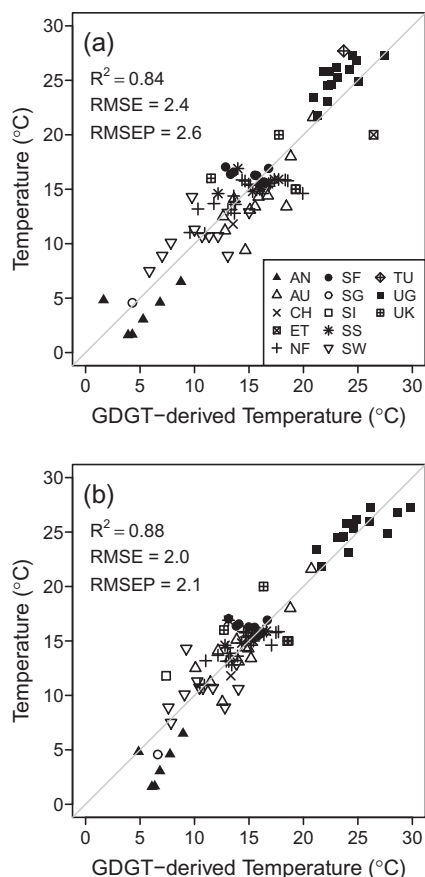 (a)
R² = 0.84
RMSE = 2.4
RMSEP = 2.6
Temperature (°C)
30
25
20
15
10
5
0
AN SF TU
AU SG UG
CH SI UK
ET SS
NF SW
0 5 10 15 20 25 30
GDGT−derived Temperature (°C)
(b)
R² = 0.88
RMSE = 2.0
RMSEP = 2.1
Temperature (°C)
30
25
20
15
10
5
0
0 5 10 15 20 25 30
GDGT−derived Temperature (°C)